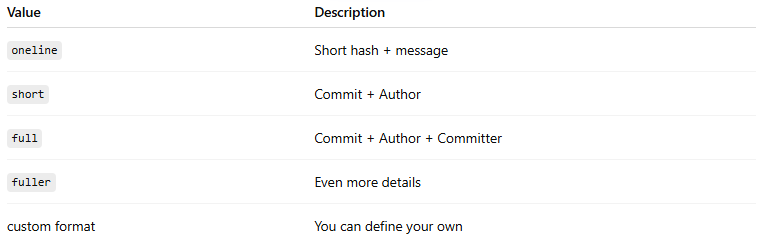 Value Description
oneline Short hash + message
short Commit + Author
full Commit + Author + Committer
fuller Even more details
custom format You can define your own